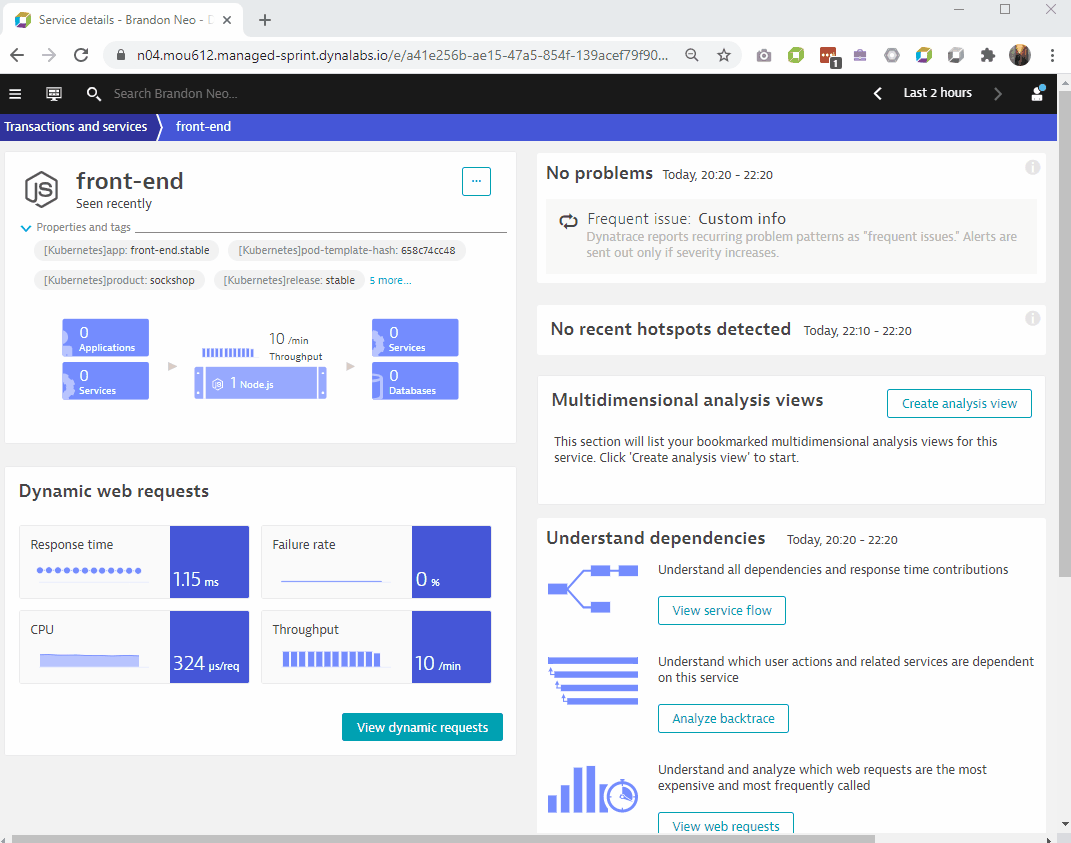 Service details - Brandon Neo - D
n04.mou612.managed-sprint.dynalabs.io/e/a41e256b-ae15-47a5-854f-139acef79f90...
1
Search Brandon Neo...
Last 2 hours
Transactions and services
front-end
JS
front-end
...
Seen recently
Properties and tags
[Kubernetes]app: front-end.stable
[Kubernetes]pod-template-hash: 658c74cc48
[Kubernetes]product: sockshop
[Kubernetes]release: stable
5 more...
0
Applications
0
Services
10 /min
Throughput
1 Node.js
0
Services
0
Databases
Dynamic web requests
Response time
1.15 ms
Failure rate
0 %
CPU
324 µs/req
Throughput
10 /min
View dynamic requests
No problems Today, 20:20 - 22:20
Frequent issue: Custom info
Dynatrace reports recurring problem patterns as "frequent issues." Alerts are
sent out only if severity increases.
No recent hotspots detected Today, 22:10 - 22:20
Multidimensional analysis views
Create analysis view
This section will list your bookmarked multidimensional analysis views for this
service. Click 'Create analysis view' to start.
Understand dependencies Today, 20:20 - 22:20
Understand all dependencies and response time contributions
View service flow
Understand which user actions and related services are dependent
on this service
Analyze backtrace
Understand and analyze which web requests are the most
expensive and most frequently called
View web requests